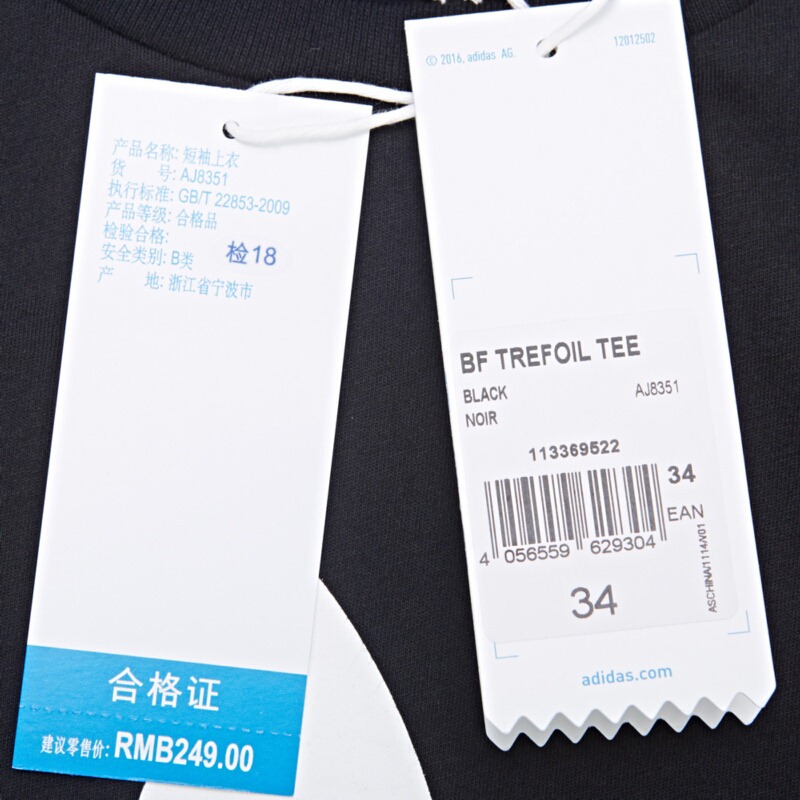 产品名称: 短袖上衣
货 号: AJ8351
执行标准: GB/T 22853-2009
产品等级: 合格品
检验合格: 检18
安全类别: B类
产 地: 浙江省宁波市
合格证
建议零售价: RMB249.00
© 2016, adidas AG. 12012502
BF TREFOIL TEE
BLACK AJ8351
NOIR
113369522
34
EAN
4 056559 629304
34
ASCHINA/1114/V01
adidas.com